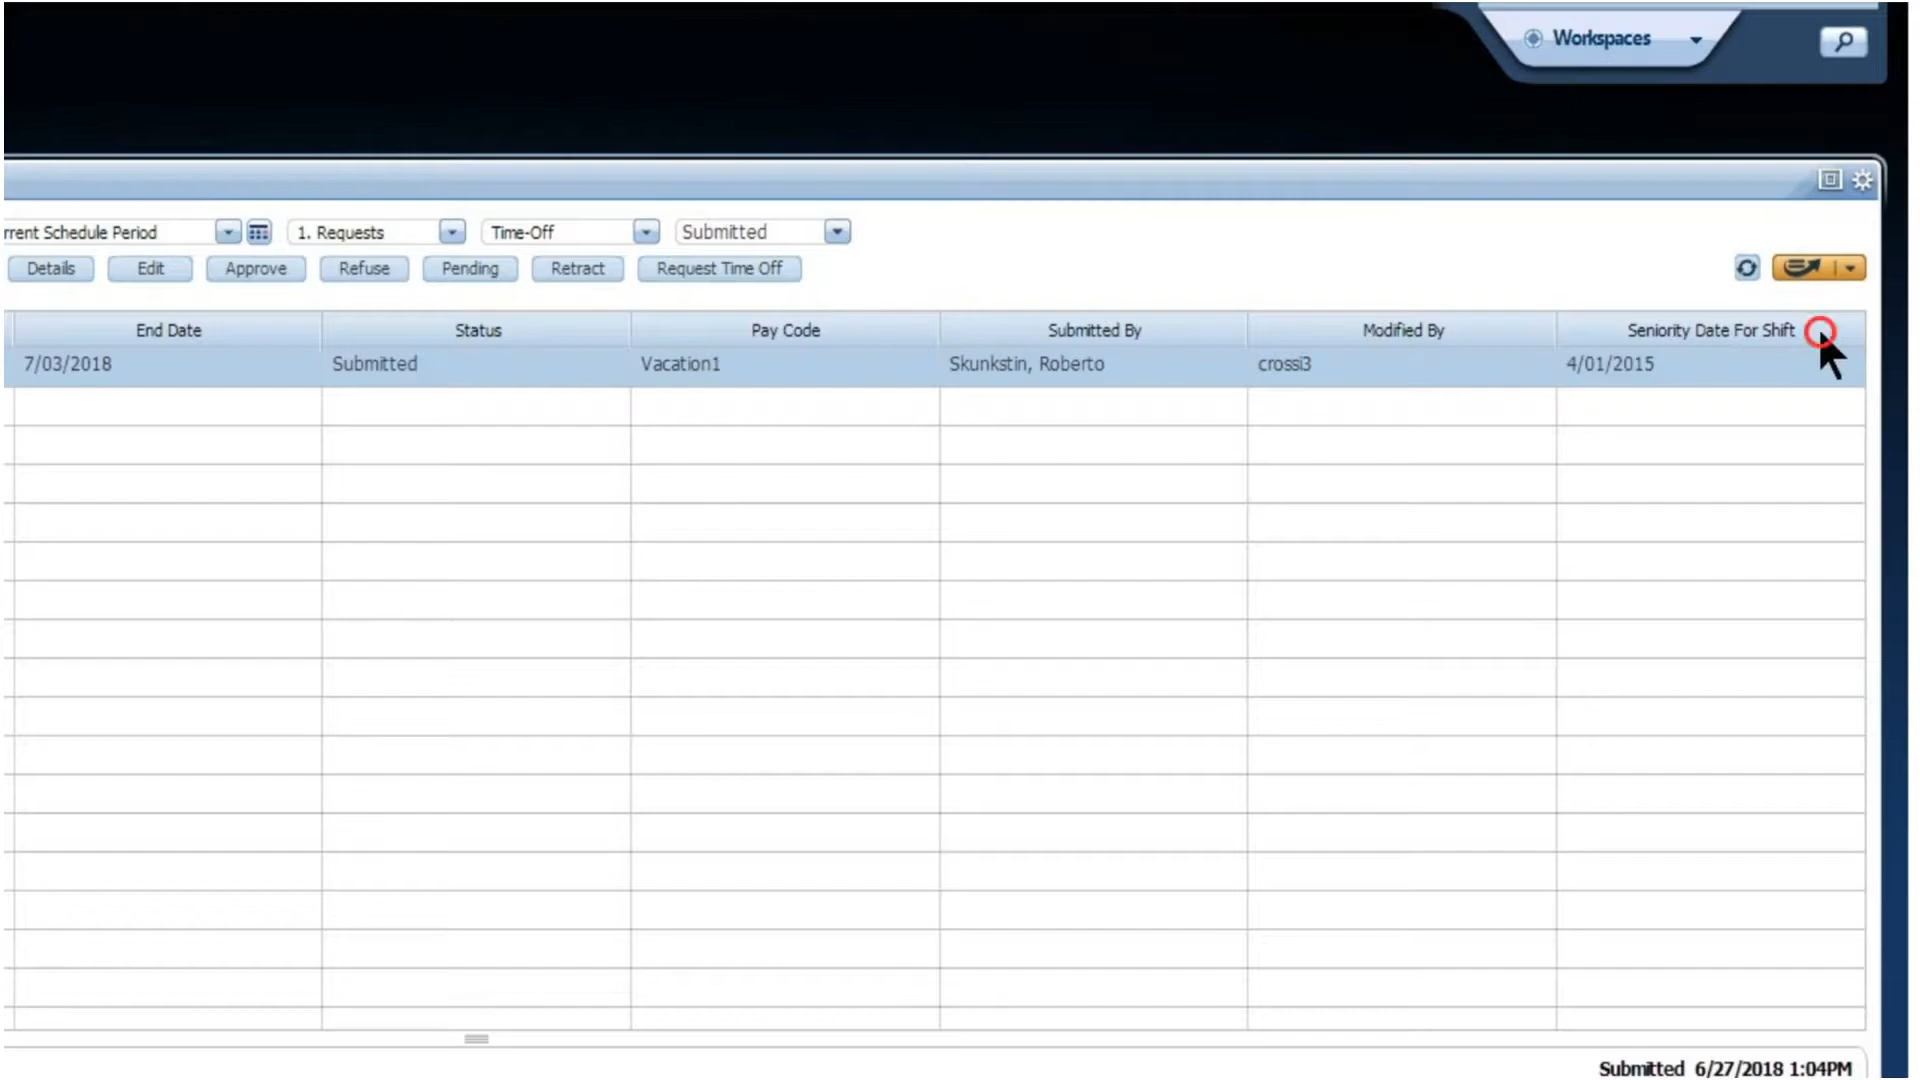 Workspaces
rrent Schedule Period 1. Requests Time-Off Submitted
Details Edit Approve Refuse Pending Retract Request Time Off
End Date Status Pay Code Submitted By Modified By Seniority Date For Shift
7/03/2018 Submitted Vacation1 Skunkstin, Roberto crossi3 4/01/2015
Submitted 6/27/2018 1:04PM